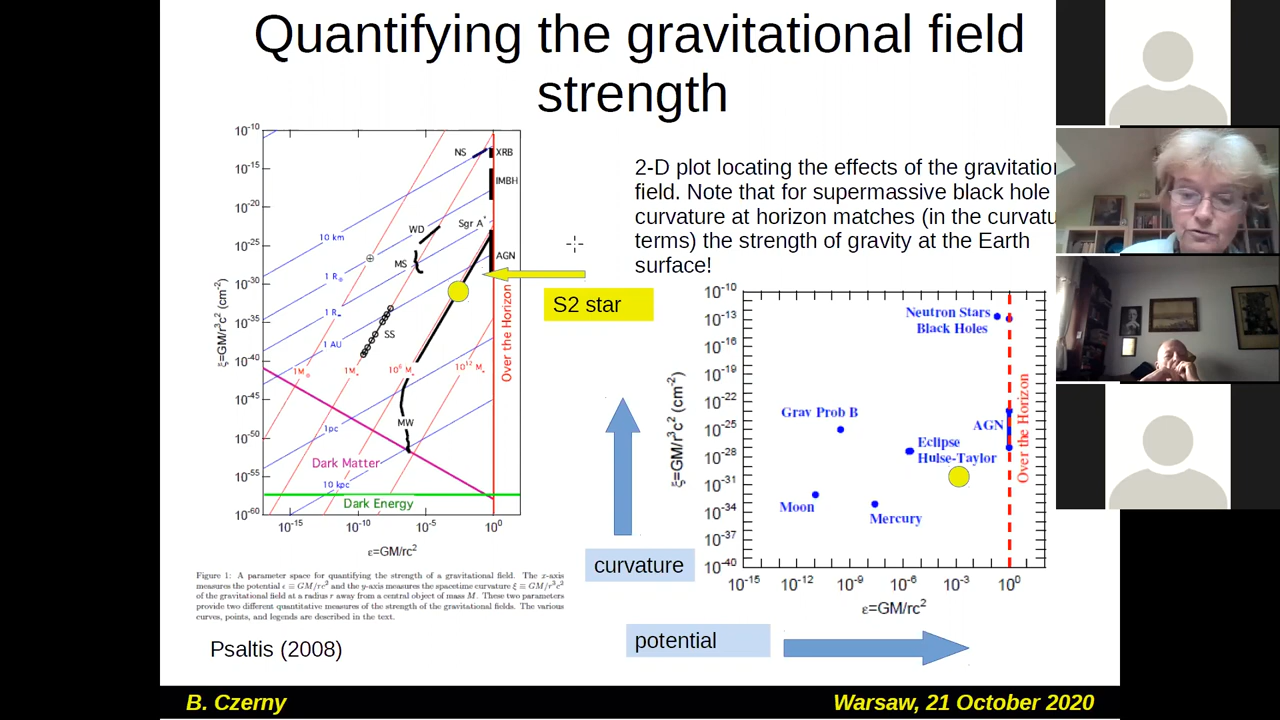 Quantifying the gravitational field
strength
10⁻¹⁰
10⁻¹⁵
10⁻²⁰
10⁻²⁵
10⁻³⁰
10⁻³⁵
10⁻⁴⁰
10⁻⁴⁵
10⁻⁵⁰
10⁻⁵⁵
10⁻⁶⁰
ξ=GM/r³c² (cm⁻²)
NS
XRB
IMBH
WD
Sgr A*
10 km
MS
AGN
1 AU
SS
10⁶ M
10¹² M
Over the Horizon
MW
1pc
Dark Matter
10 kpc
Dark Energy
10⁻¹⁵
10⁻¹⁰
10⁻⁵
10⁰
ε=GM/rc²
S2 star
2-D plot locating the effects of the gravitation
field. Note that for supermassive black hole
curvature at horizon matches (in the curvatu
terms) the strength of gravity at the Earth
surface!
10⁻¹⁰
10⁻¹³
10⁻¹⁶
10⁻¹⁹
10⁻²²
10⁻²⁵
10⁻²⁸
10⁻³¹
10⁻³⁴
10⁻³⁷
10⁻⁴⁰
ξ=GM/r³c² (cm⁻²)
Neutron Stars
Black Holes
Grav Prob B
AGN
Eclipse
Hulse-Taylor
Over the Horizon
Moon
Mercury
10⁻¹⁵
10⁻¹²
10⁻⁹
10⁻⁶
10⁻³
10⁰
ε=GM/rc²
curvature
potential
Figure 1: A parameter space for quantifying the strength of a gravitational field. The x-axis
measures the potential ϵ ≡ GM/rc² and the y-axis measures the spacetime curvature ξ ≡ GM/r³c²
of the gravitational field at a radius r away from a central object of mass M. These two parameters
provide two different quantitative measures of the strength of the gravitational fields. The various
curves, points, and legends are described in the text.
Psaltis (2008)
B. Czerny
Warsaw, 21 October 2020